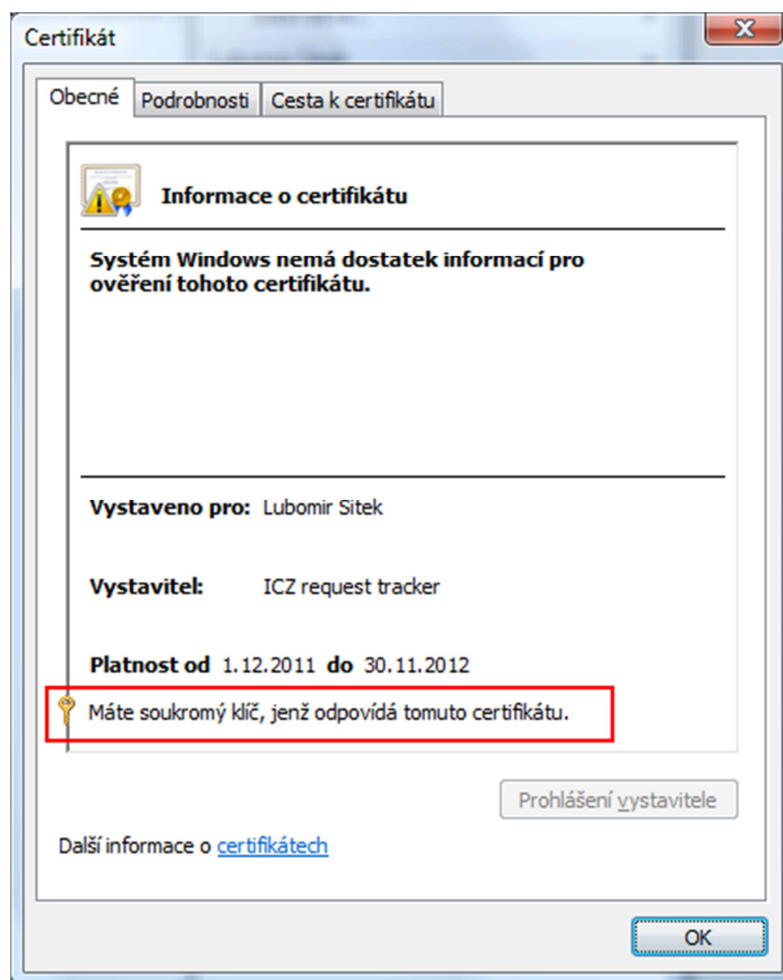 Certifikát
Obecné Podrobnosti Cesta k certifikátu
Informace o certifikátu
Systém Windows nemá dostatek informací pro
ověření tohoto certifikátu.
Vystaveno pro: Lubomir Sitek
Vystavitel: ICZ request tracker
Platnost od 1.12.2011 do 30.11.2012
Máte soukromý klíč, jenž odpovídá tomuto certifikátu.
Prohlášení vystavitele
Další informace o certifikátech
OK